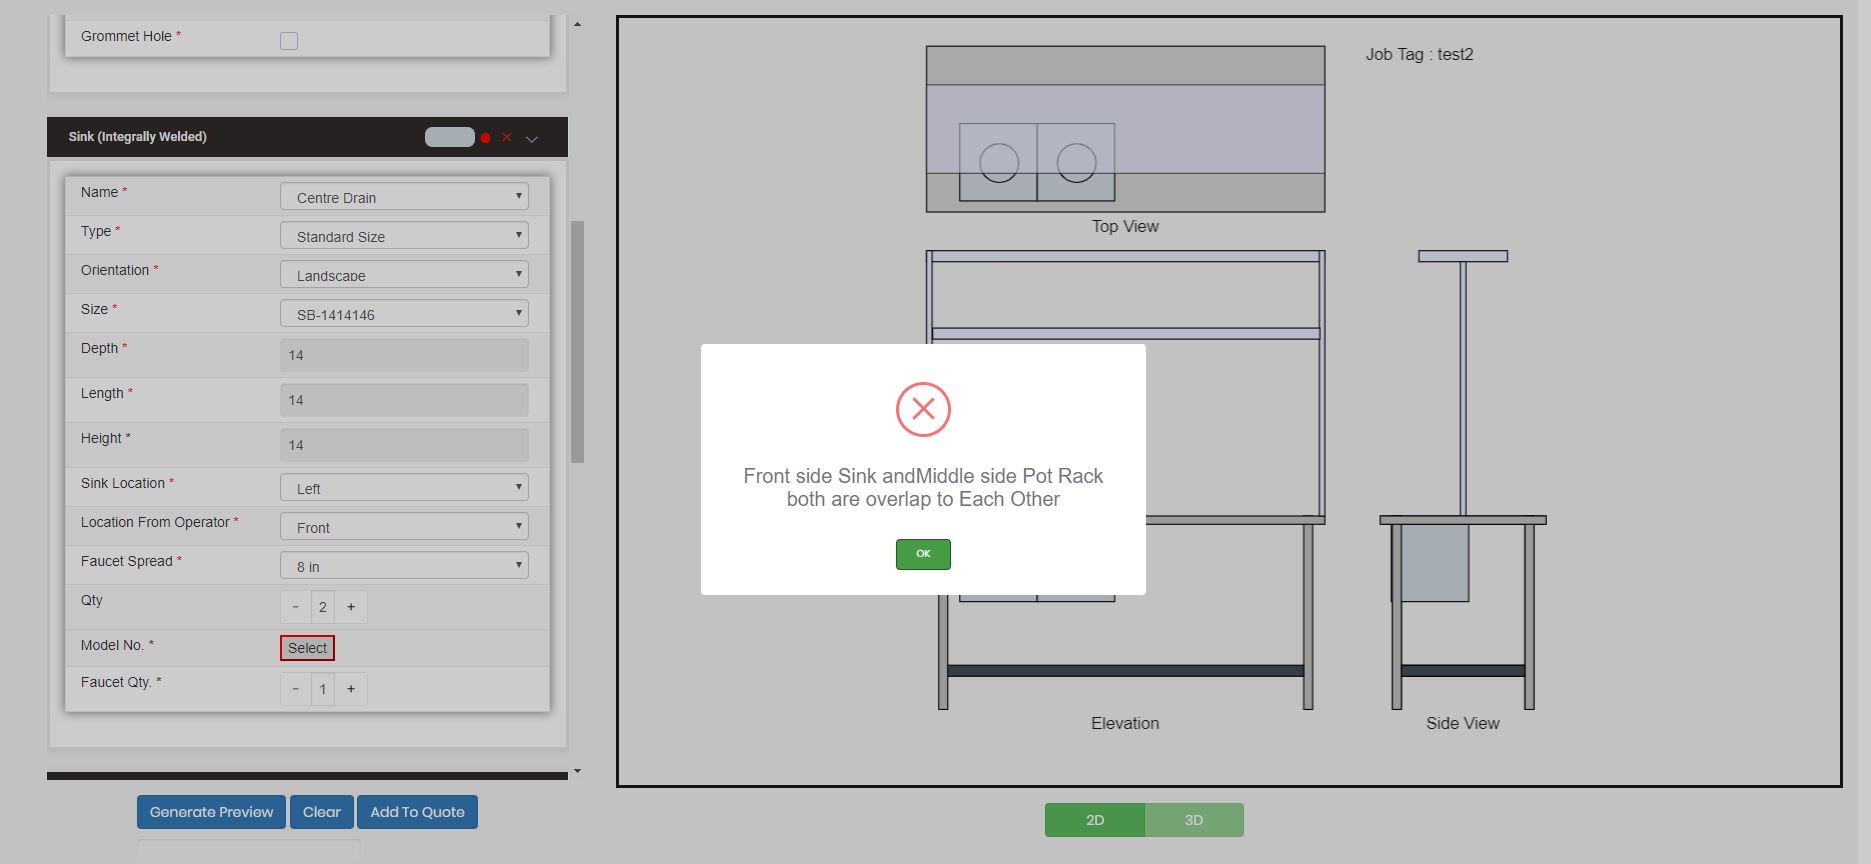 Grommet Hole *
Sink (Integrally Welded)
Name * Centre Drain
Type * Standard Size
Orientation * Landscape
Size * SB-1414146
Depth * 14
Length * 14
Height * 14
Sink Location * Left
Location From Operator * Front
Faucet Spread * 8 in
Qty - 2 +
Model No. * Select
Faucet Qty. * - 1 +
Generate Preview Clear Add To Quote
Job Tag : test2
Top View
Front side Sink andMiddle side Pot Rack
both are overlap to Each Other
OK
Elevation Side View
2D 3D